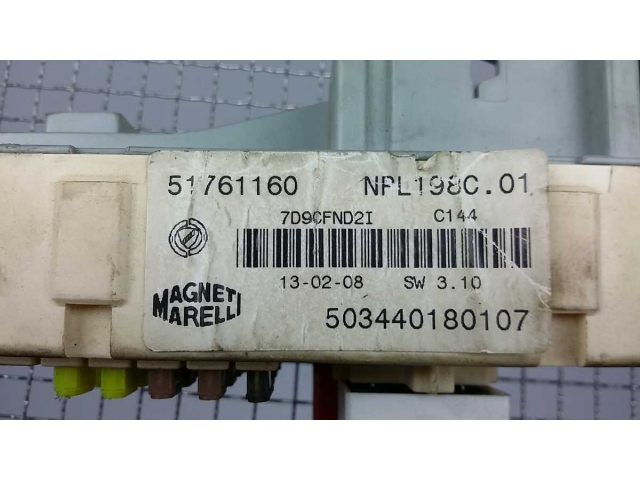 51761160 NPL198C.01
7D9CFND2I C144
13-02-08 SW 3.10
MAGNETI
MARELLI
503440180107